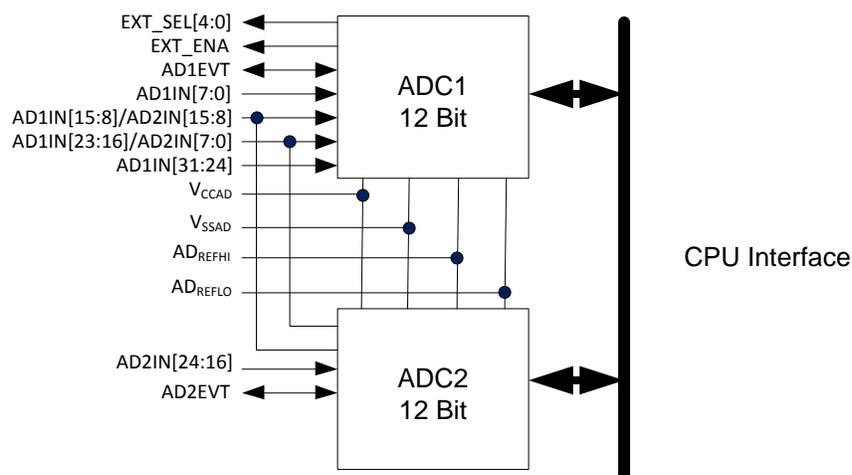 EXT_SEL[4:0]
EXT_ENA
AD1EVT
AD1IN[7:0]
AD1IN[15:8]/AD2IN[15:8]
AD1IN[23:16]/AD2IN[7:0]
AD1IN[31:24]
VCCAD
VSSAD
ADREFHI
ADREFLO
AD2IN[24:16]
AD2EVT
ADC1
12 Bit
ADC2
12 Bit
CPU Interface